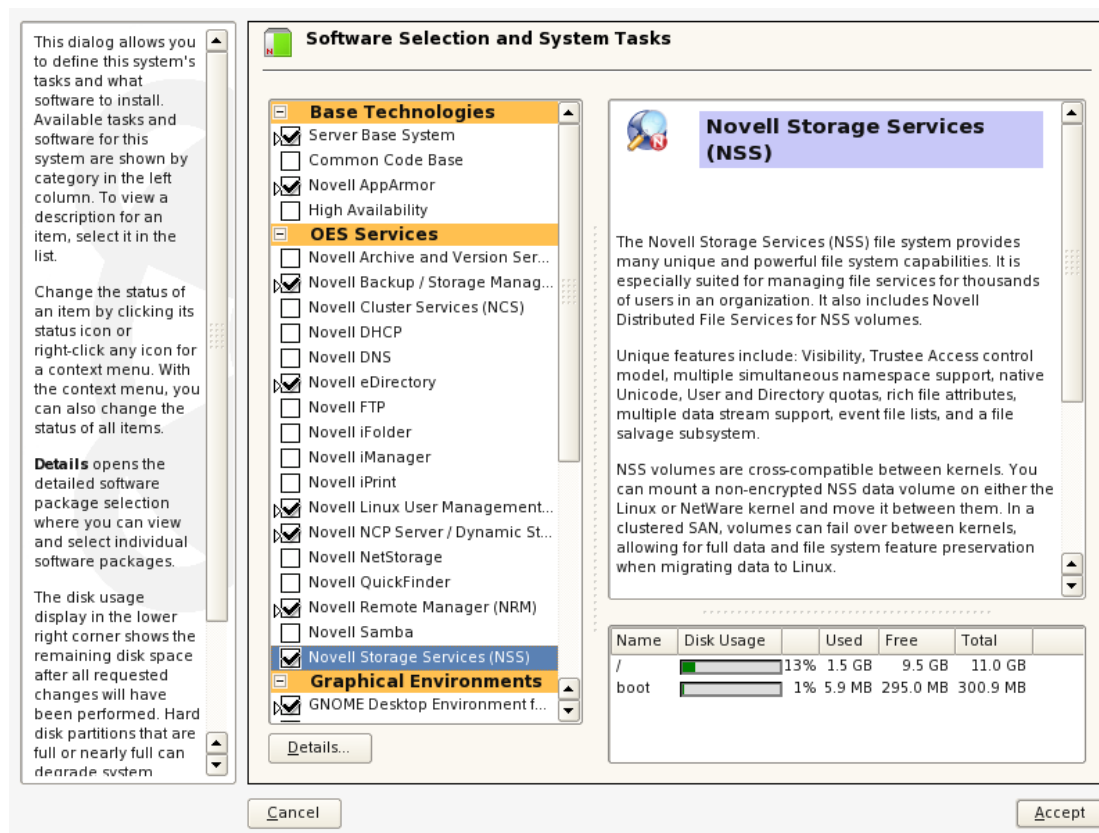 This dialog allows you
to define this system's
tasks and what
software to install.
Available tasks and
software for this
system are shown by
category in the left
column. To view a
description for an
item, select it in the
list.
Change the status of
an item by clicking its
status icon or
right-click any icon for
a context menu. With
the context menu, you
can also change the
status of all items.
Details opens the
detailed software
package selection
where you can view
and select individual
software packages.
The disk usage
display in the lower
right corner shows the
remaining disk space
after all requested
changes will have
been performed. Hard
disk partitions that are
full or nearly full can
degrade system
Software Selection and System Tasks
Base Technologies
Server Base System
Common Code Base
Novell AppArmor
High Availability
OES Services
Novell Archive and Version Ser...
Novell Backup / Storage Manag...
Novell Cluster Services (NCS)
Novell DHCP
Novell DNS
Novell eDirectory
Novell FTP
Novell iFolder
Novell iManager
Novell iPrint
Novell Linux User Management...
Novell NCP Server / Dynamic St...
Novell NetStorage
Novell QuickFinder
Novell Remote Manager (NRM)
Novell Samba
Novell Storage Services (NSS)
Graphical Environments
GNOME Desktop Environment f...
Details...
Novell Storage Services
(NSS)
The Novell Storage Services (NSS) file system provides
many unique and powerful file system capabilities. It is
especially suited for managing file services for thousands
of users in an organization. It also includes Novell
Distributed File Services for NSS volumes.
Unique features include: Visibility, Trustee Access control
model, multiple simultaneous namespace support, native
Unicode, User and Directory quotas, rich file attributes,
multiple data stream support, event file lists, and a file
salvage subsystem.
NSS volumes are cross-compatible between kernels. You
can mount a non-encrypted NSS data volume on either the
Linux or NetWare kernel and move it between them. In a
clustered SAN, volumes can fail over between kernels,
allowing for full data and file system feature preservation
when migrating data to Linux.
Name Disk Usage Used Free Total
/ 13% 1.5 GB 9.5 GB 11.0 GB
boot 1% 5.9 MB 295.0 MB 300.9 MB
Cancel
Accept